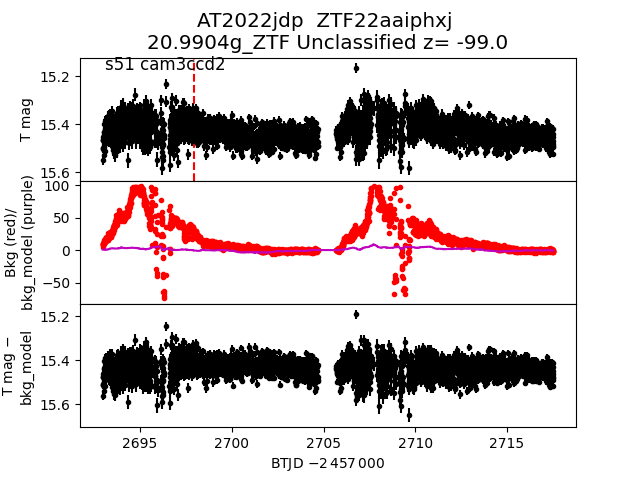 AT2022jdp  ZTF22aaiphxj
20.9904g_ZTF Unclassified z= -99.0
s51 cam3ccd2
15.2
15.4
15.6
T mag
100
50
0
−50
Bkg (red)/
bkg_model (purple)
15.2
15.4
15.6
T mag −
bkg_model
2695
2700
2705
2710
2715
BTJD −2 457 000